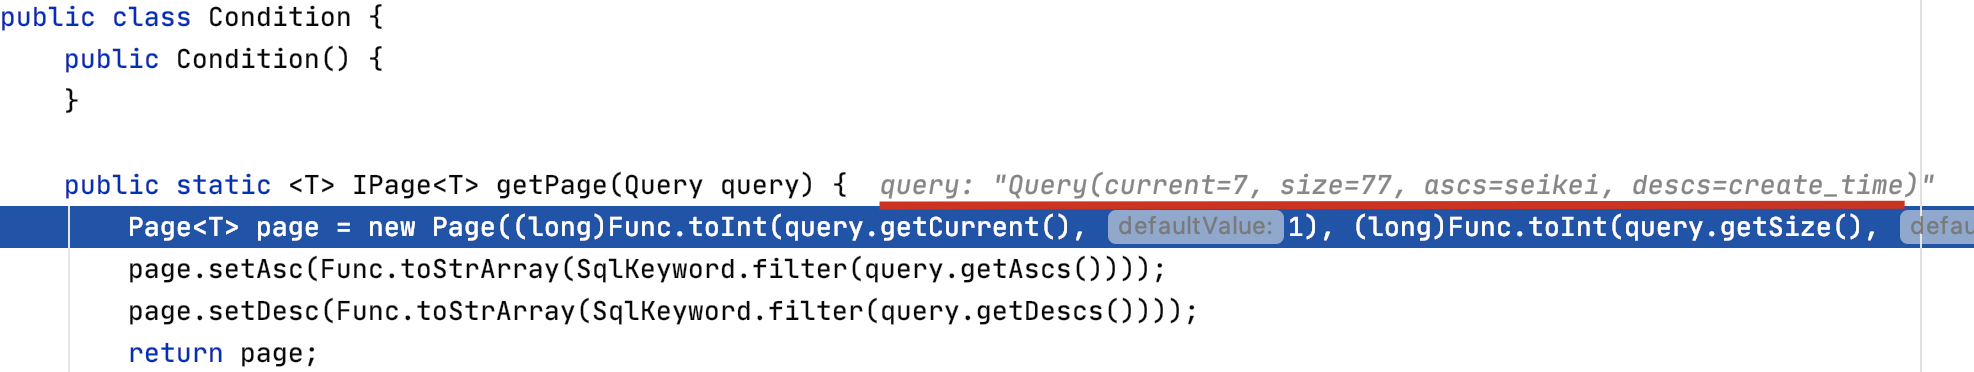 public class Condition {
public Condition() {
}
public static <T> IPage<T> getPage(Query query) { query: "Query(current=7, size=77, ascs=seikei, descs=create_time)"
Page<T> page = new Page((long)Func.toInt(query.getCurrent(), defaultValue: 1), (long)Func.toInt(query.getSize(), defau
page.setAsc(Func.toStrArray(SqlKeyword.filter(query.getAscs())));
page.setDesc(Func.toStrArray(SqlKeyword.filter(query.getDescs())));
return page;